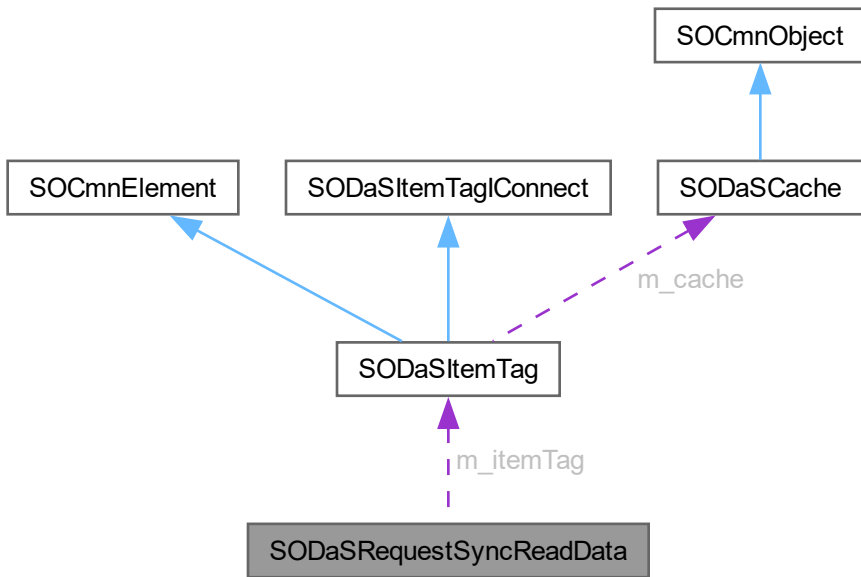 SOCmnObject
SOCmnElement
SODaSItemTagIConnect
SODaSCache
m_cache
SODaSItemTag
m_itemTag
SODaSRequestSyncReadData